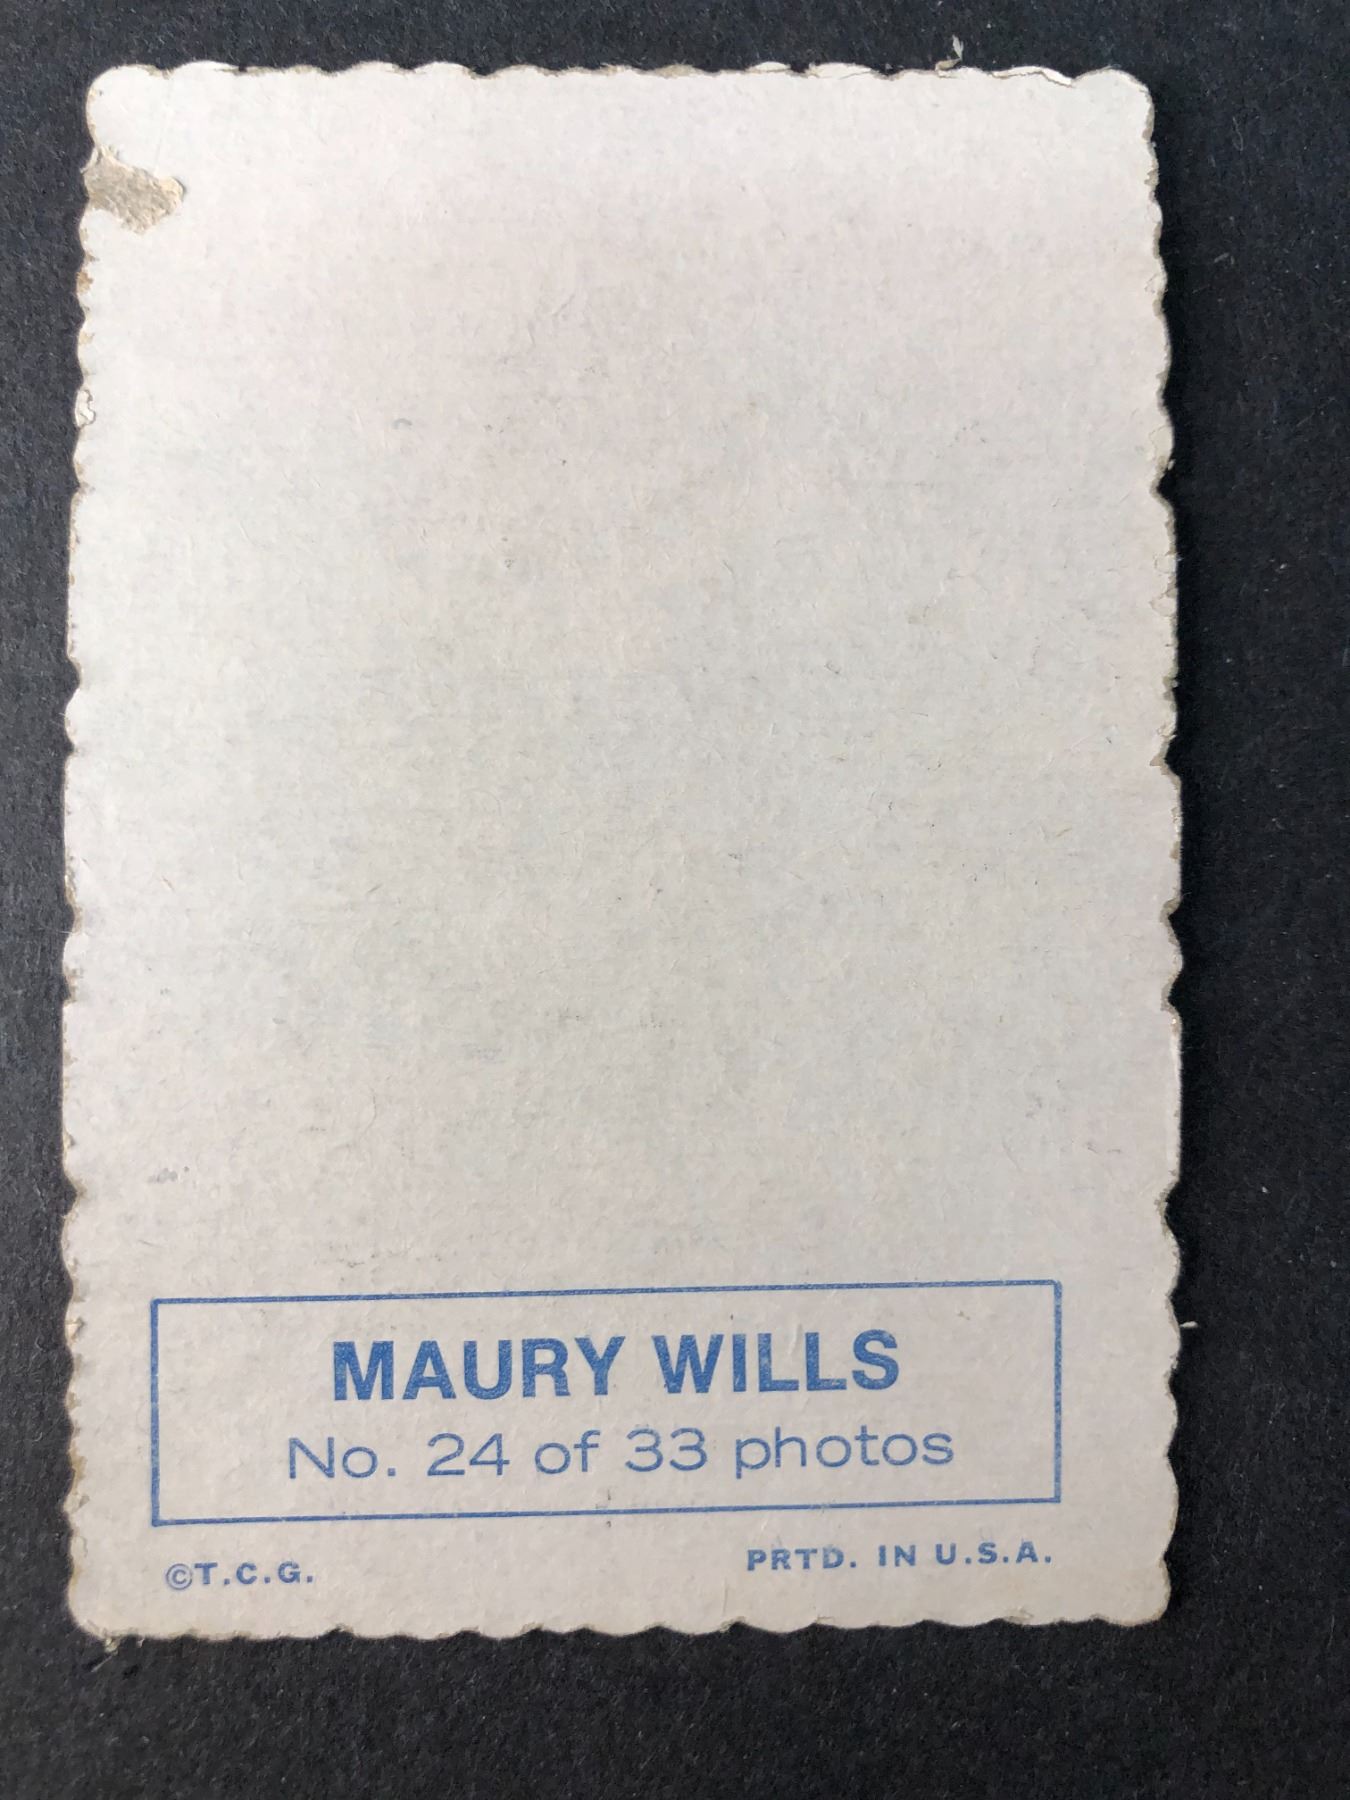 MAURY WILLS
No. 24 of 33 photos
©T.C.G.
PRTD. IN U.S.A.